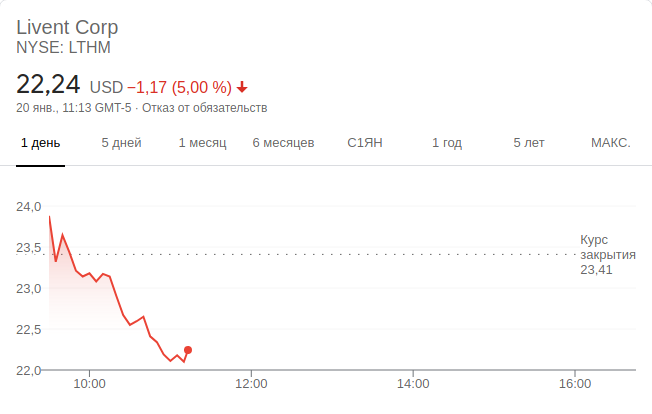 Livent Corp
NYSE: LTHM
22,24 USD −1,17 (5,00 %)
20 янв., 11:13 GMT-5 · Отказ от обязательств
1 день 5 дней 1 месяц 6 месяцев С1ЯН 1 год 5 лет МАКС.
24,0
23,5
23,0
22,5
22,0
Курс
закрытия
23,41
10:00 12:00 14:00 16:00